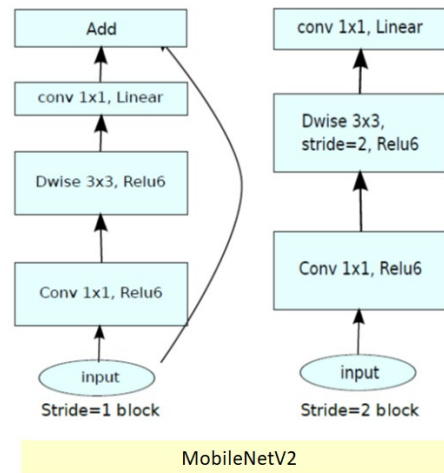 Add
conv 1x1, Linear
Dwise 3x3, Relu6
Conv 1x1, Relu6
input
Stride=1 block
conv 1x1, Linear
Dwise 3x3,
stride=2, Relu6
Conv 1x1, Relu6
input
Stride=2 block
MobileNetV2